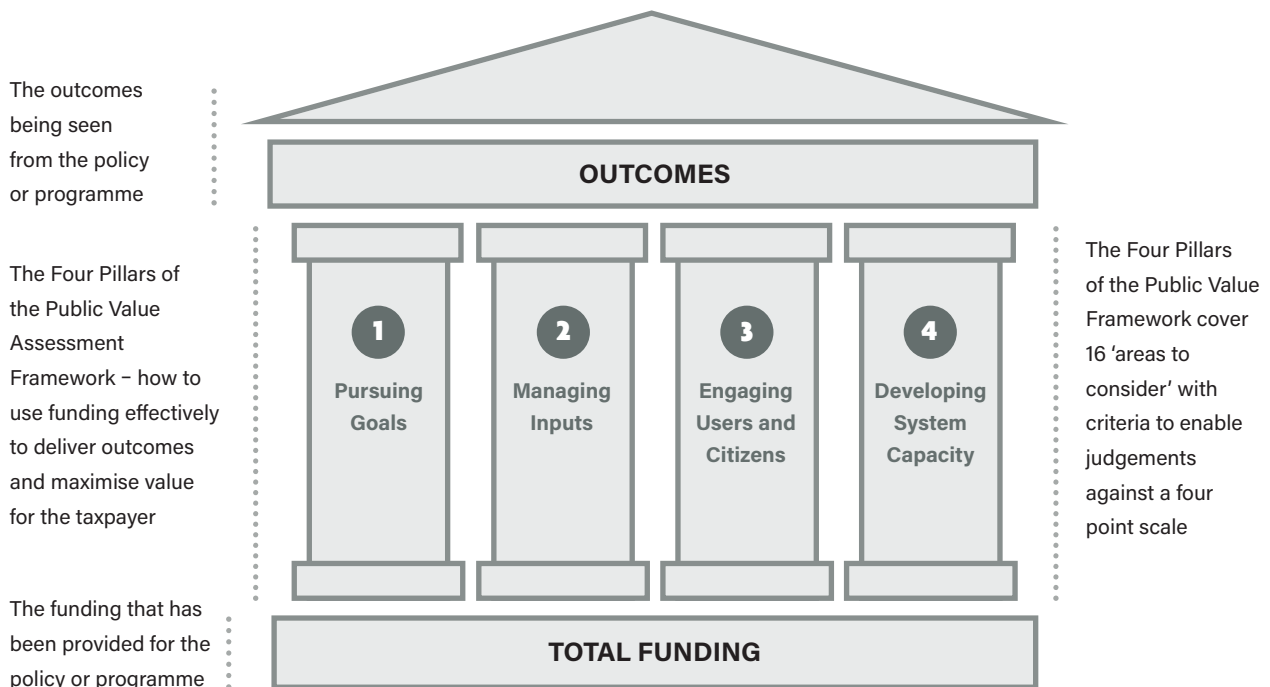 The outcomes
being seen
from the policy
or programme
OUTCOMES
The Four Pillars of
the Public Value
Assessment
Framework – how to
use funding effectively
to deliver outcomes
and maximise value
for the taxpayer
1
Pursuing
Goals
2
Managing
Inputs
3
Engaging
Users and
Citizens
4
Developing
System
Capacity
The Four Pillars
of the Public Value
Framework cover
16 ‘areas to
consider’ with
criteria to enable
judgements
against a four
point scale
The funding that has
been provided for the
policy or programme
TOTAL FUNDING